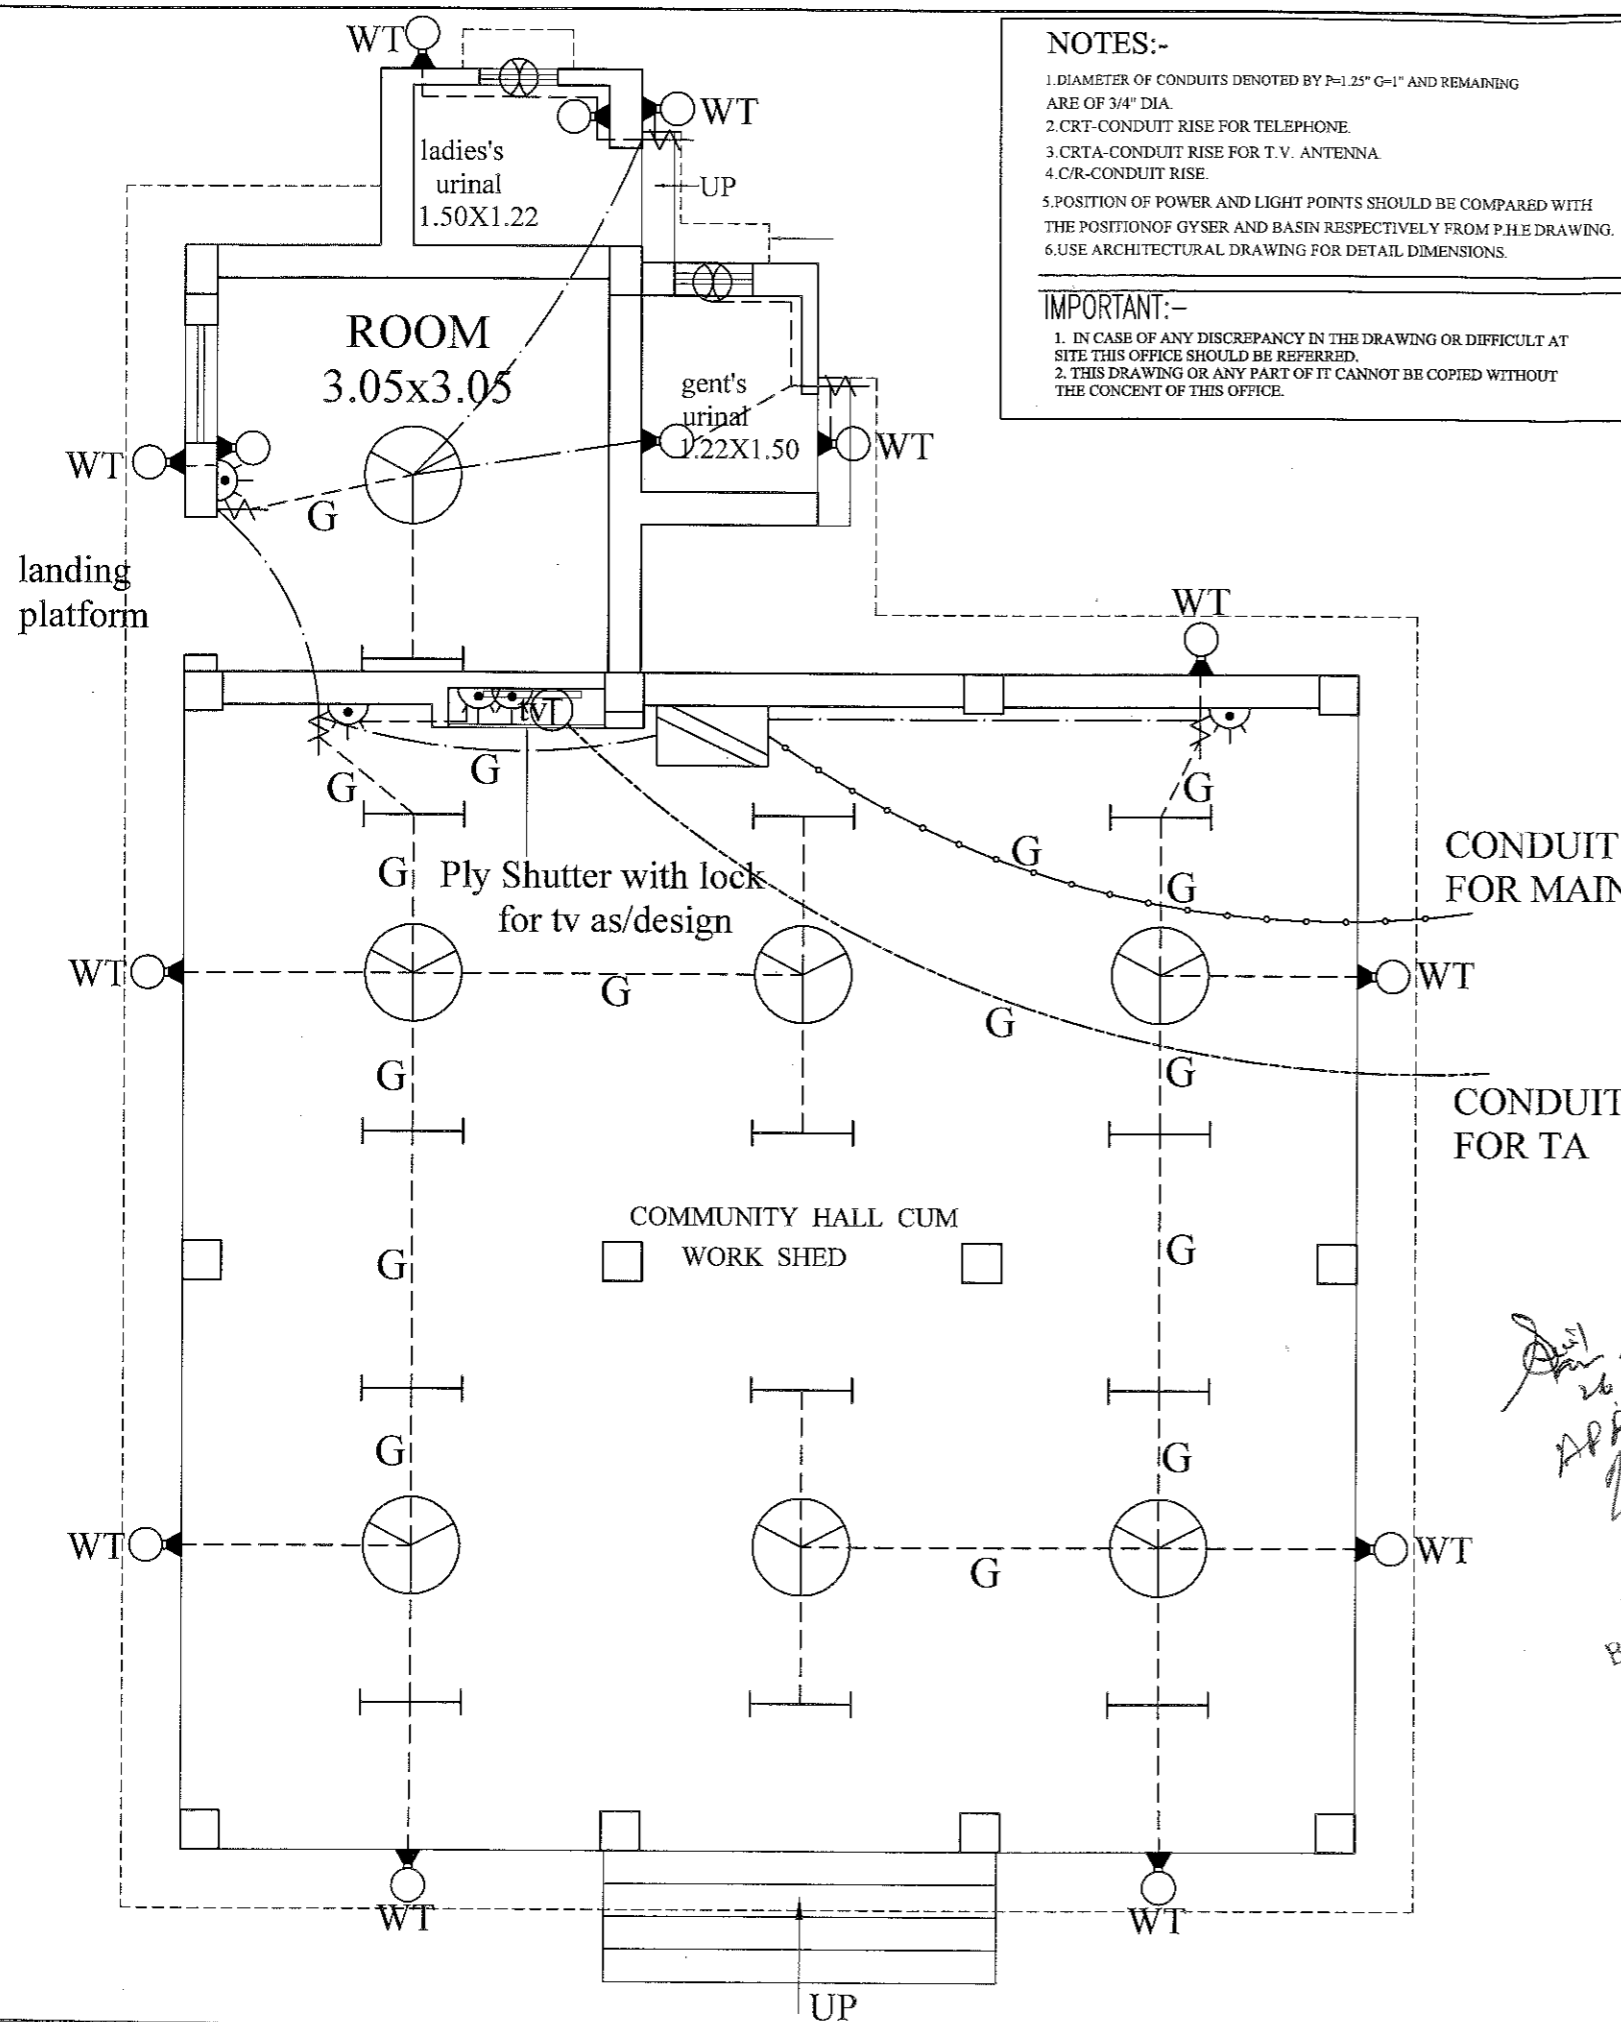 NOTES:-
1.DIAMETER OF CONDUITS DENOTED BY P=1.25" G=1" AND REMAINING
ARE OF 3/4" DIA.
2.CRT-CONDUIT RISE FOR TELEPHONE.
3.CRTA-CONDUIT RISE FOR T.V. ANTENNA.
4.C/R-CONDUIT RISE.
5.POSITION OF POWER AND LIGHT POINTS SHOULD BE COMPARED WITH
THE POSITIONOF GYSER AND BASIN RESPECTIVELY FROM P.H.E DRAWING.
6.USE ARCHITECTURAL DRAWING FOR DETAIL DIMENSIONS.
IMPORTANT:-
1. IN CASE OF ANY DISCREPANCY IN THE DRAWING OR DIFFICULT AT
SITE THIS OFFICE SHOULD BE REFERRED.
2. THIS DRAWING OR ANY PART OF IT CANNOT BE COPIED WITHOUT
THE CONCENT OF THIS OFFICE.
WT
WT
ladies's
urinal
1.50X1.22
UP
ROOM
3.05x3.05
gent's
urinal
1.22X1.50
WT
WT
G
landing
platform
WT
tv
T
G
G
G
G
CONDUIT
FOR MAIN
G
Ply Shutter with lock
for tv as/design
G
WT
G
G
WT
G
G
CONDUIT
FOR TA
COMMUNITY HALL CUM
WORK SHED
G
G
G
G
WT
G
WT
WT
WT
UP